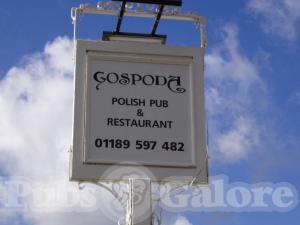 GOSPODA
POLISH PUB
&
RESTAURANT
01189 597 482
Pubs Galore